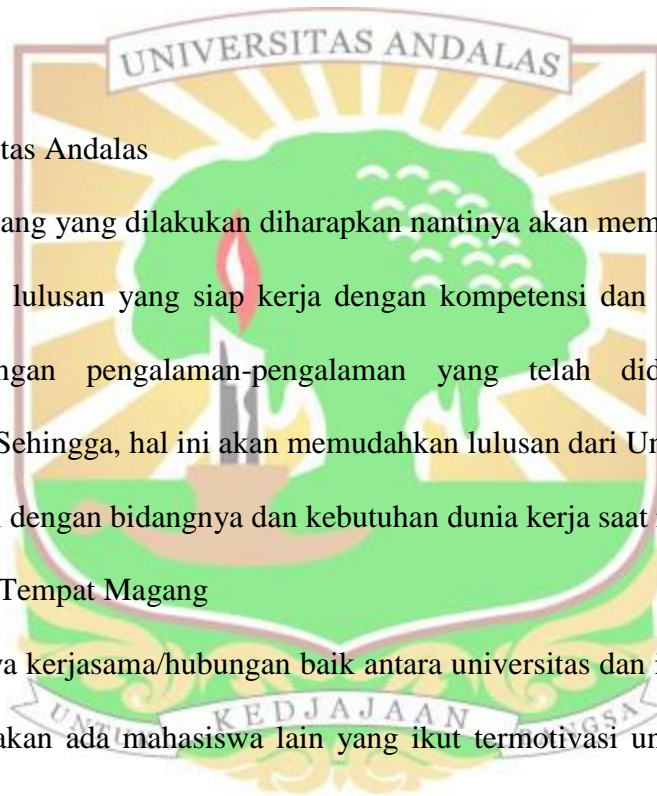 UNIVERSITAS ANDALAS
tas Andalas
ang yang dilakukan diharapkan nantinya akan mem
lulusan yang siap kerja dengan kompetensi dan
ngan pengalaman-pengalaman yang telah did
Sehingga, hal ini akan memudahkan lulusan dari Un
dengan bidangnya dan kebutuhan dunia kerja saat
Tempat Magang
a kerjasama/hubungan baik antara universitas dan
UNTUK KEDJAJAAN BANGSA
akan ada mahasiswa lain yang ikut termotivasi un